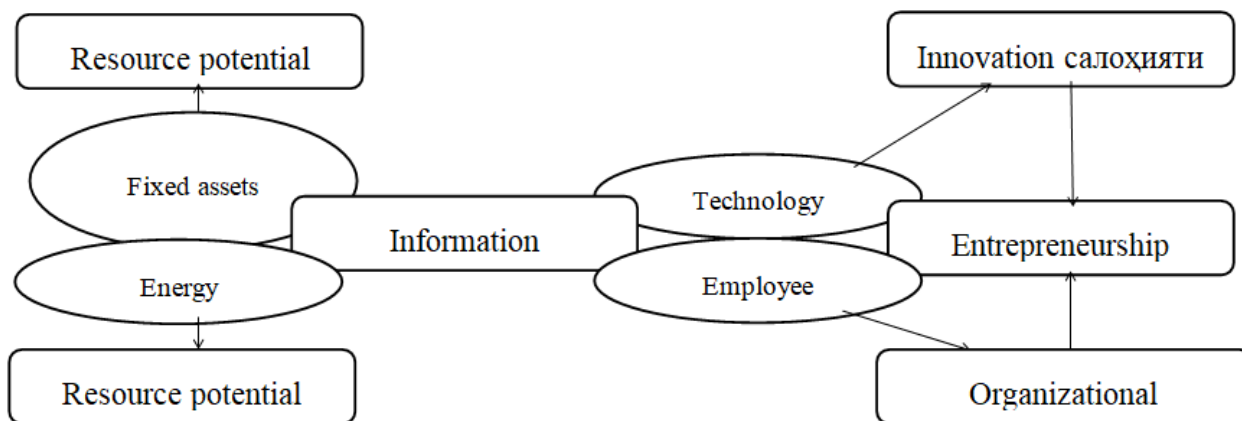 Resource potential
Innovation салоҳияти
Fixed assets
Technology
Information
Entrepreneurship
Energy
Employee
Resource potential
Organizational